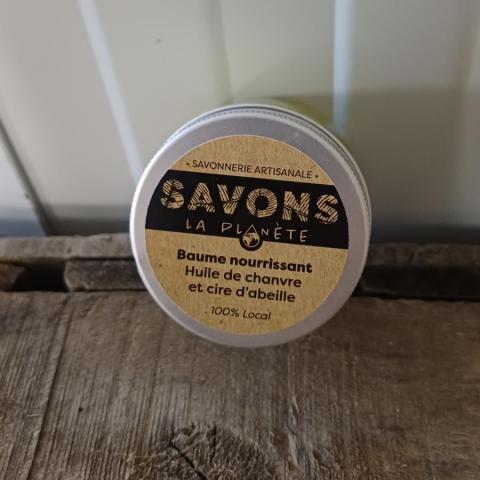 • SAVONNERIE ARTISANALE •
SAVONS
LA PLANÈTE
Baume nourrissant
Huile de chanvre
et cire d'abeille
100% Local